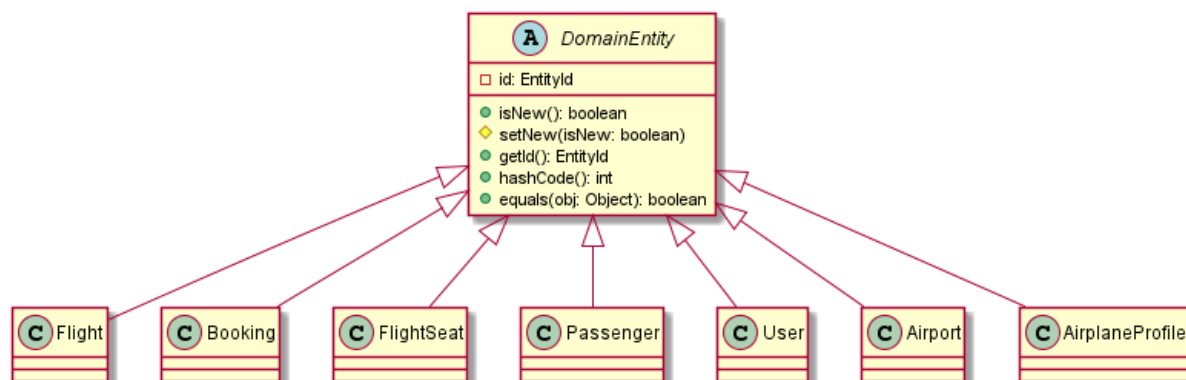 A DomainEntity
id: EntityId
isNew(): boolean
setNew(isNew: boolean)
getId(): EntityId
hashCode(): int
equals(obj: Object): boolean
C Flight
C Booking
C FlightSeat
C Passenger
C User
C Airport
C AirplaneProfile